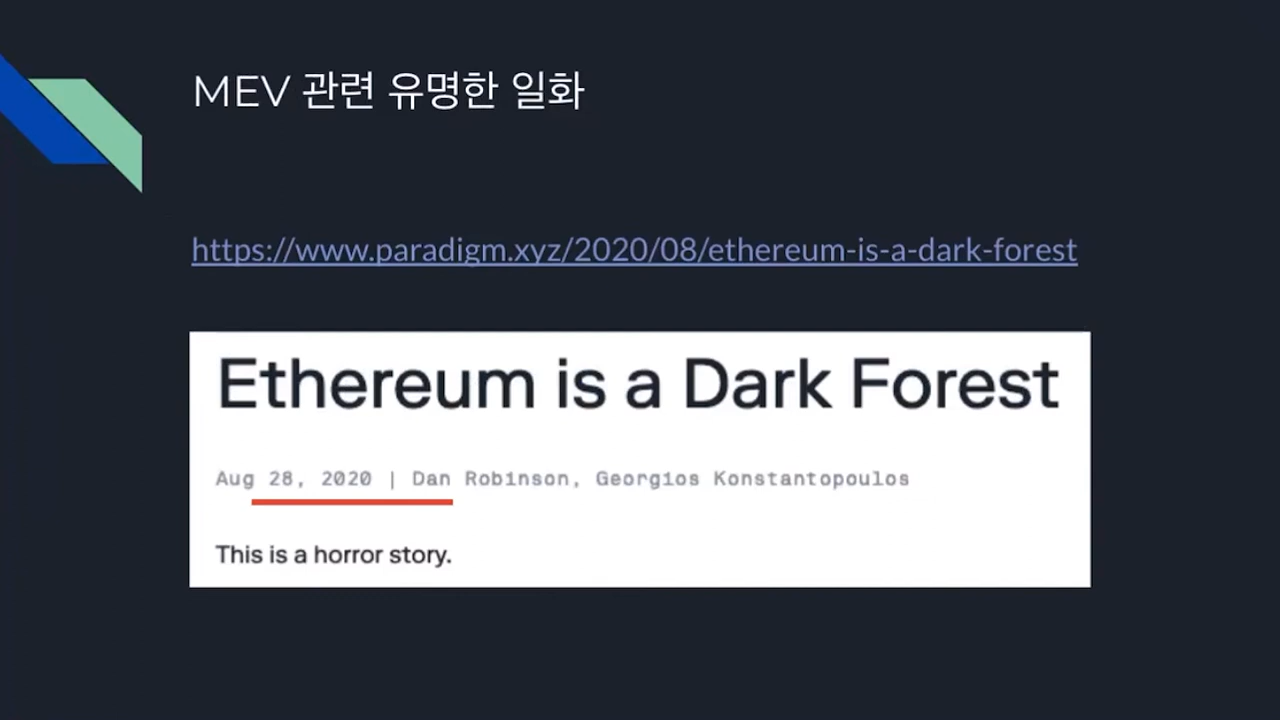 MEV 관련 유명한 일화
https://www.paradigm.xyz/2020/08/ethereum-is-a-dark-forest
Ethereum is a Dark Forest
Aug 28, 2020 | Dan Robinson, Georgios Konstantopoulos
This is a horror story.